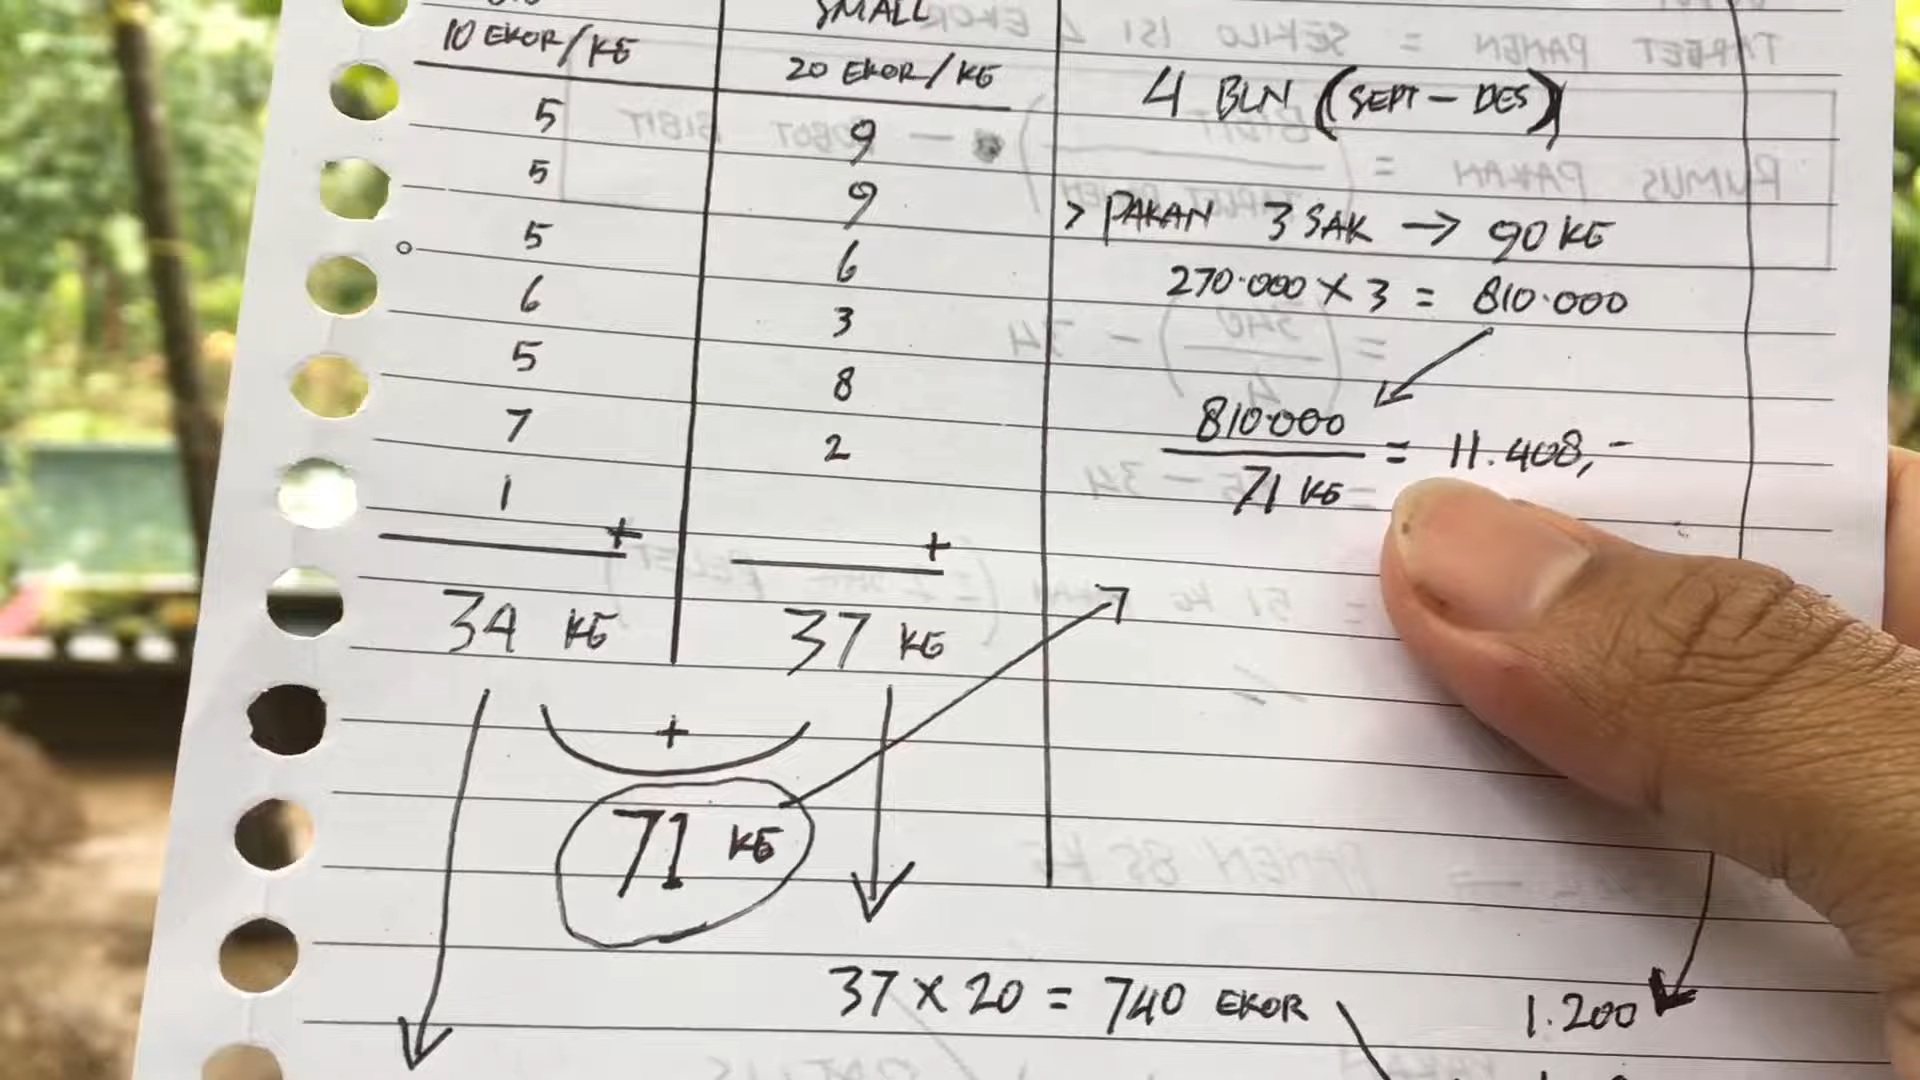 SMALL
10 EKOR/KG
20 EKOR/KG
5
5
5
6
5
7
1
+
34 KG
9
9
6
3
8
2
+
37 KG
+
71 KG
4 BLN (SEPT - DES)
> PAKAN 3 SAK → 90 KG
270.000 X 3 = 810.000
810.000
71 KG
= 11.408,-
37 X 20 = 740 EKOR
1.200